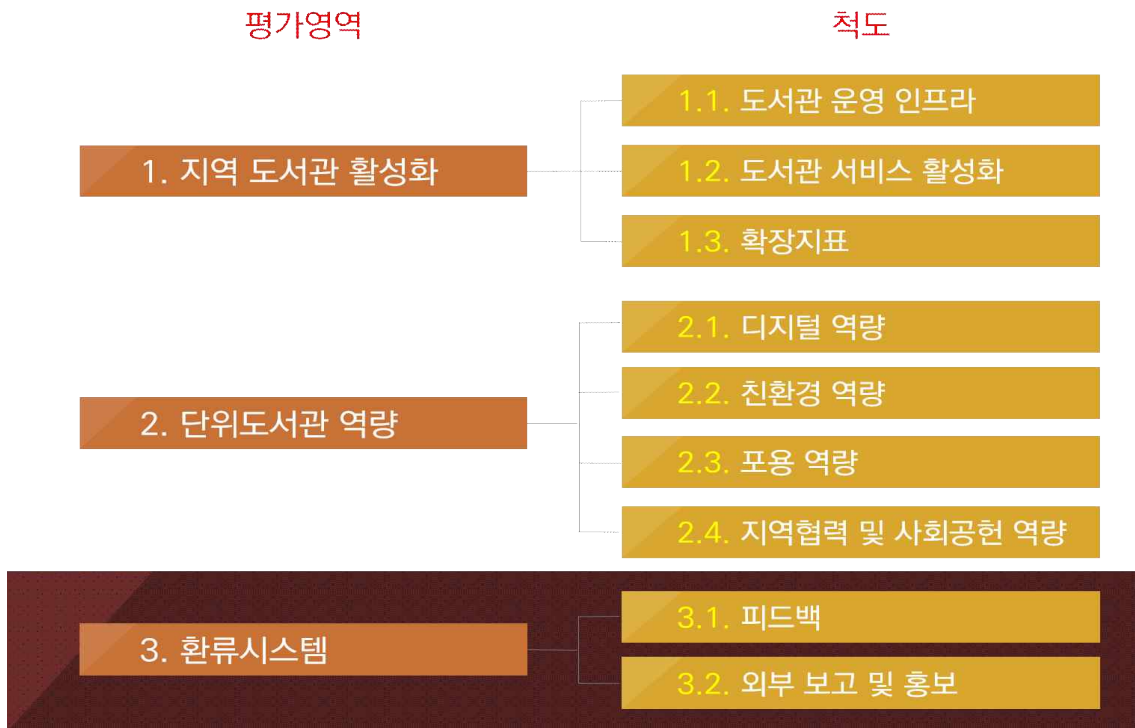 평가영역
척도
1. 지역 도서관 활성화
1.1. 도서관 운영 인프라
1.2. 도서관 서비스 활성화
1.3. 확장지표
2. 단위도서관 역량
2.1. 디지털 역량
2.2. 친환경 역량
2.3. 포용 역량
2.4. 지역협력 및 사회공헌 역량
3. 환류시스템
3.1. 피드백
3.2. 외부 보고 및 홍보